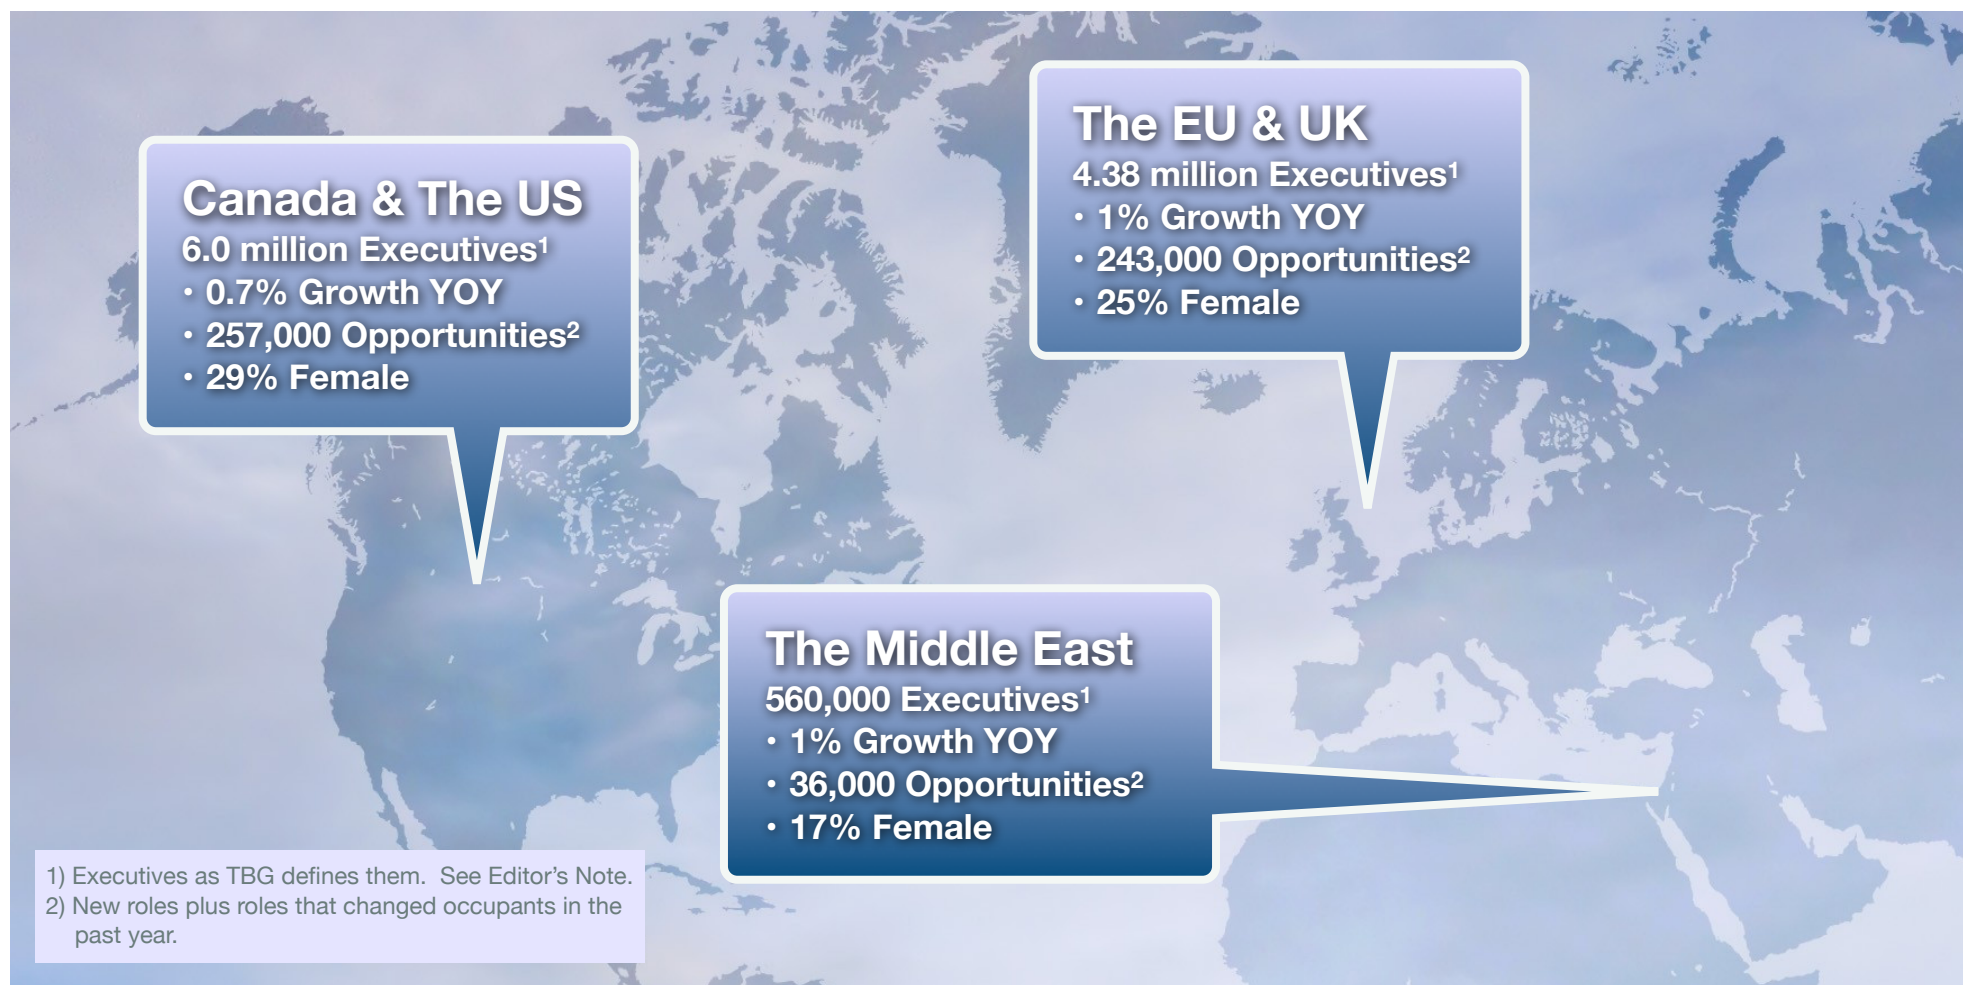 Canada & The US
6.0 million Executives¹
· 0.7% Growth YOY
· 257,000 Opportunities²
· 29% Female
The EU & UK
4.38 million Executives¹
· 1% Growth YOY
· 243,000 Opportunities²
· 25% Female
The Middle East
560,000 Executives¹
· 1% Growth YOY
· 36,000 Opportunities²
· 17% Female
1) Executives as TBG defines them.  See Editor’s Note.
2) New roles plus roles that changed occupants in the
past year.